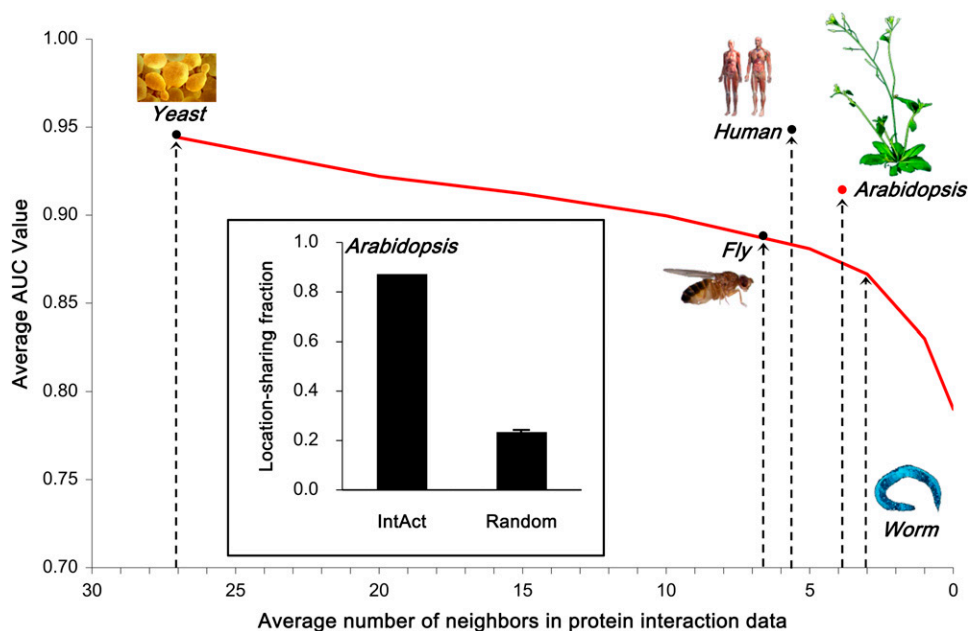 1.00
0.95
0.90
0.85
0.80
0.75
0.70
Average AUC Value
Yeast
Human
Arabidopsis
Fly
Worm
Arabidopsis
1.0
0.8
0.6
0.4
0.2
0.0
Location-sharing fraction
IntAct Random
30 25 20 15 10 5 0
Average number of neighbors in protein interaction data